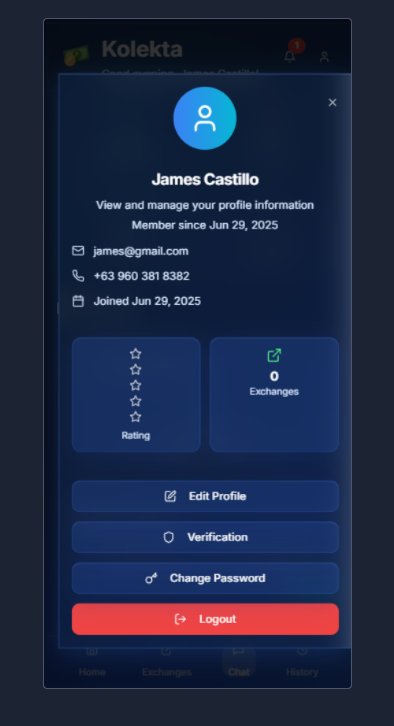 Kolekta
1
Good evening, James Castillo!
James Castillo
View and manage your profile information
Member since Jun 29, 2025
james@gmail.com
+63 960 381 8382
Joined Jun 29, 2025
Rating
0
Exchanges
Edit Profile
Verification
Change Password
Logout
Home
Exchanges
Chat
History